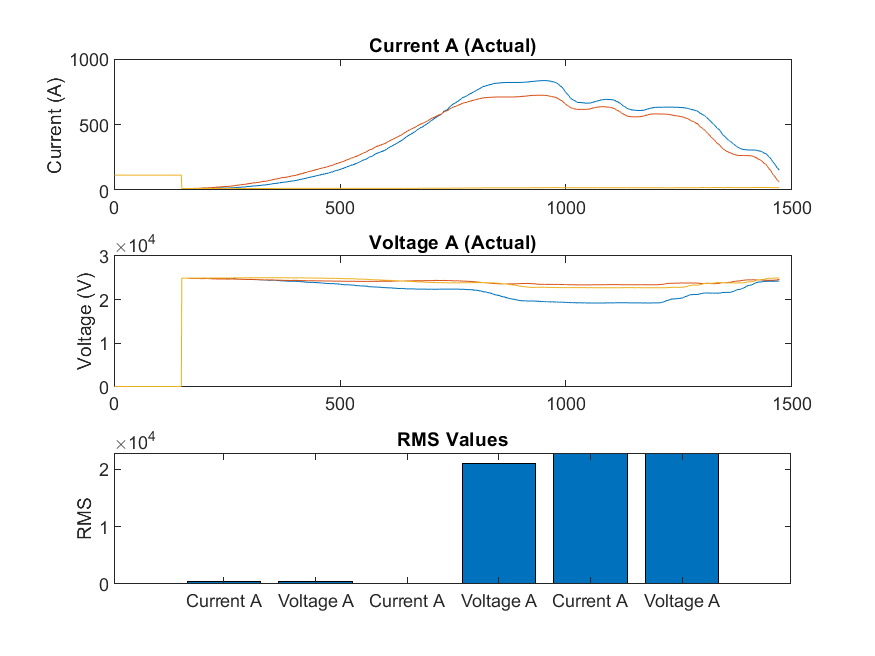 Current A (Actual)
1000
500
0
Current (A)
0 500 1000 1500
×10^4
Voltage A (Actual)
3
2
1
0
Voltage (V)
0 500 1000 1500
×10^4
RMS Values
2
1
0
RMS
Current A Voltage A Current A Voltage A Current A Voltage A